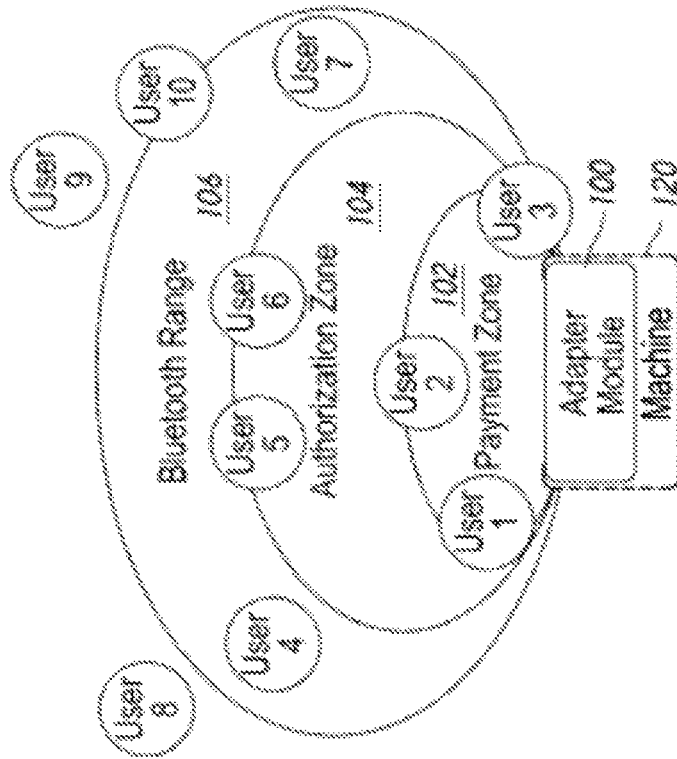 User
9
User
8
User
10
Bluetooth Range
106
User
4
User
5
User
6
User
7
Authorization Zone
104
User
2
102
User
1
Payment Zone
User
3
Adapter
Module
100
Machine
120